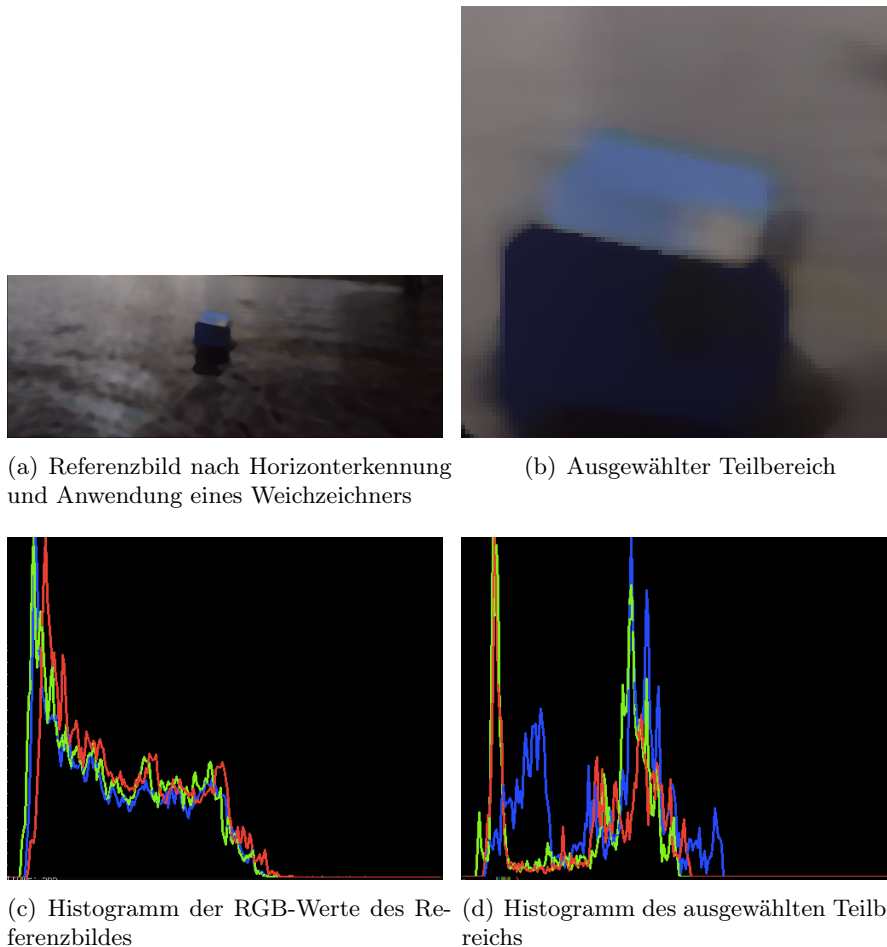 (a) Referenzbild nach Horizonterkennung
und Anwendung eines Weichzeichners
(b) Ausgewählter Teilbereich
(c) Histogramm der RGB-Werte des Re-
ferenzbildes
(d) Histogramm des ausgewählten Teilb
reichs